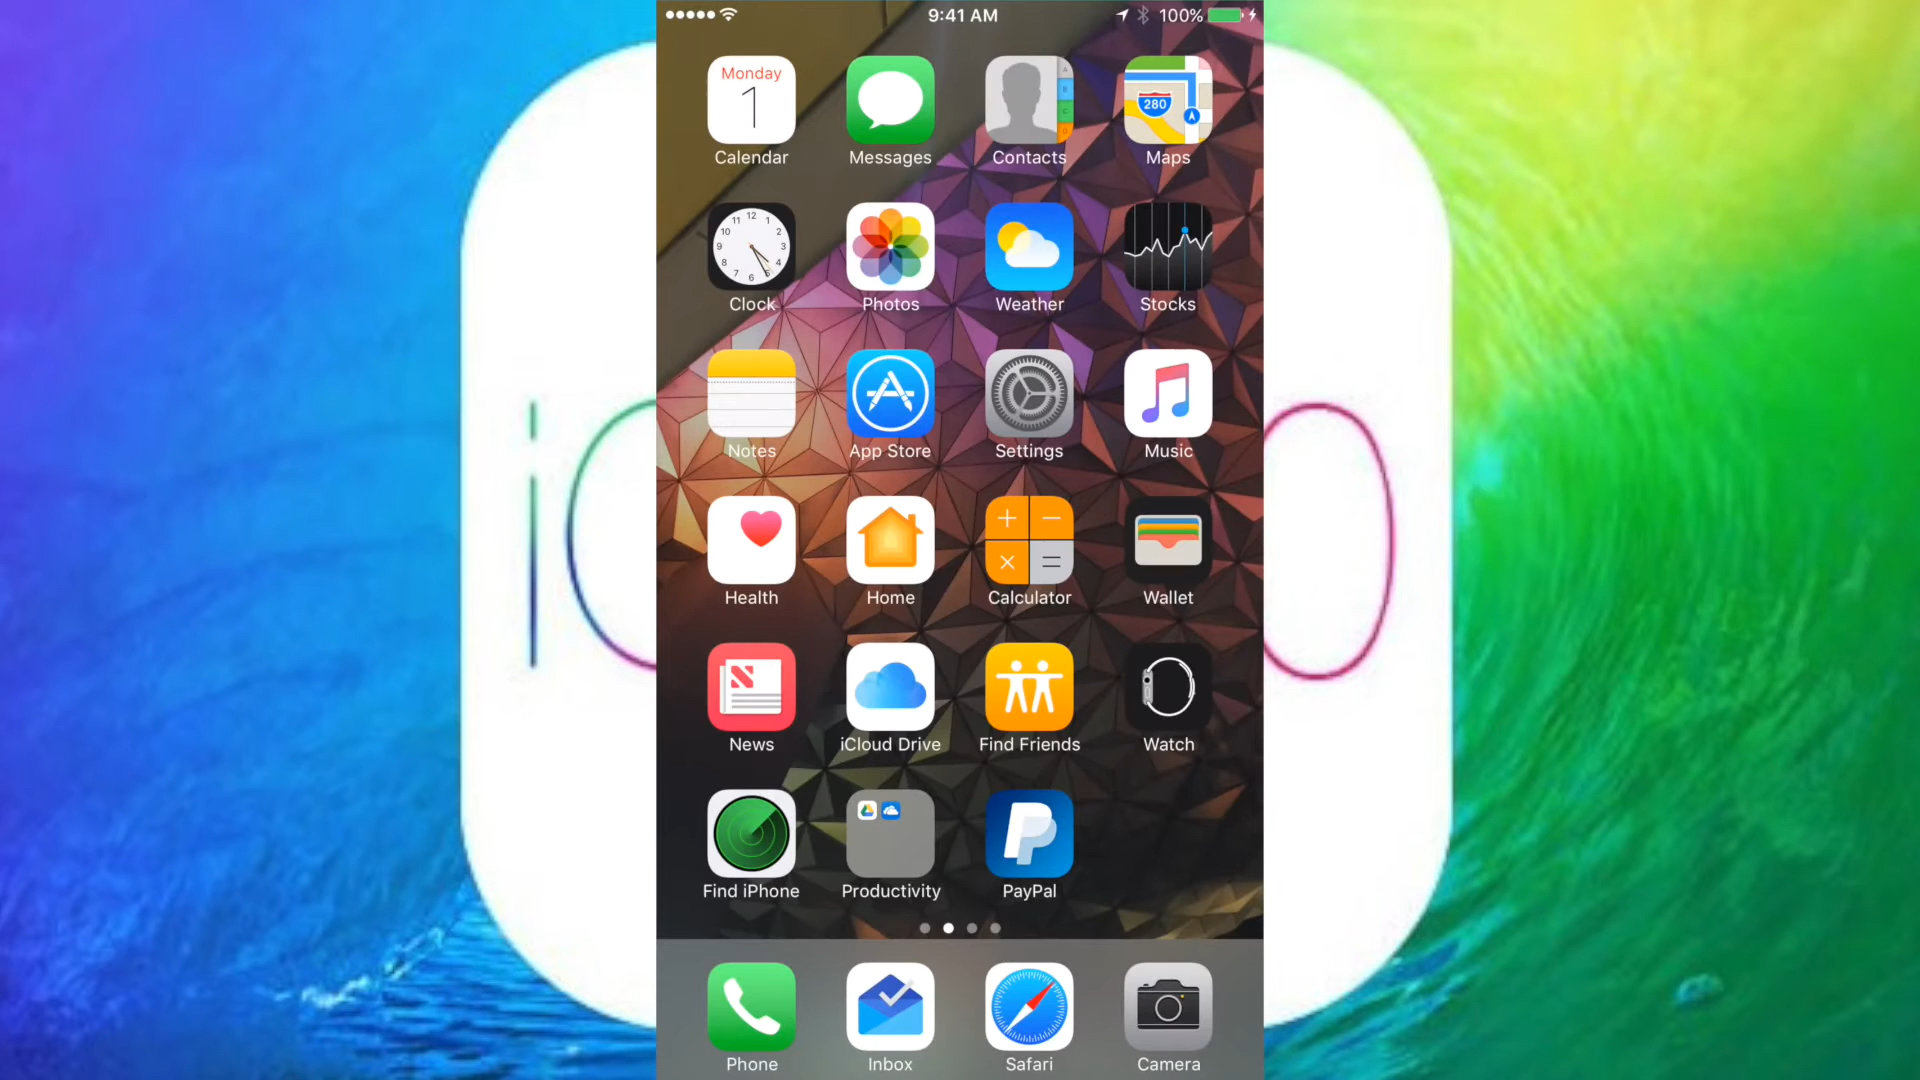 9:41 AM 100%
Monday
1
280
Calendar Messages Contacts Maps
Clock Photos Weather Stocks
Notes App Store Settings Music
Health Home Calculator Wallet
News iCloud Drive Find Friends Watch
Find iPhone Productivity PayPal
Phone Inbox Safari Camera